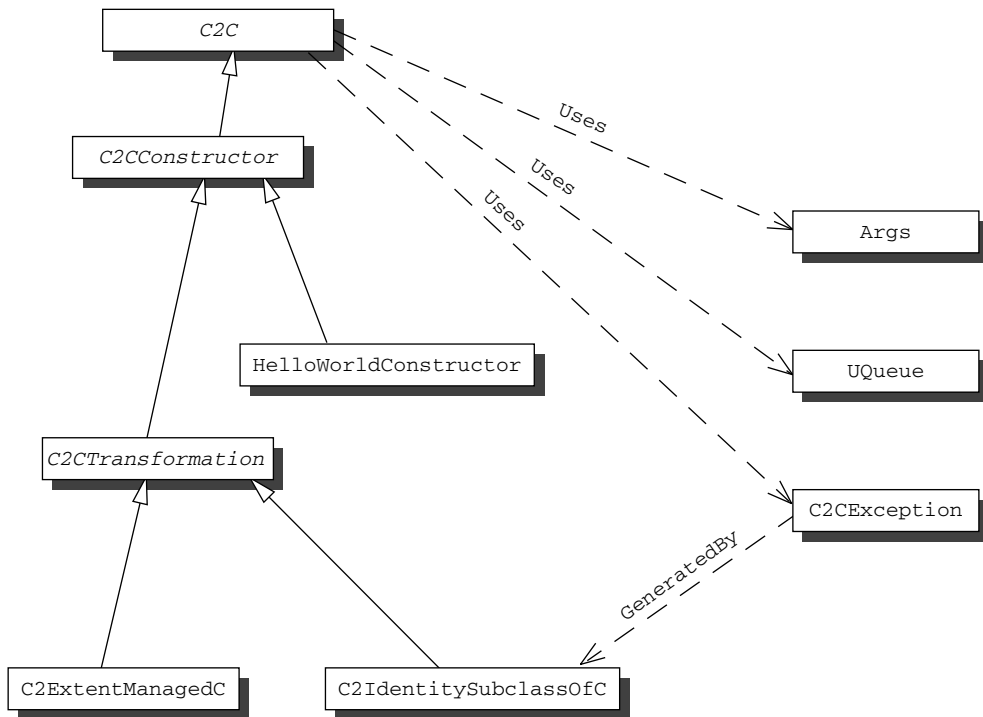 C2C
Uses
C2CConstructor
Uses
Uses
Args
HelloWorldConstructor
UQueue
C2CTransformation
C2CException
GeneratedBy
C2ExtentManagedC
C2IdentitySubclassOfC